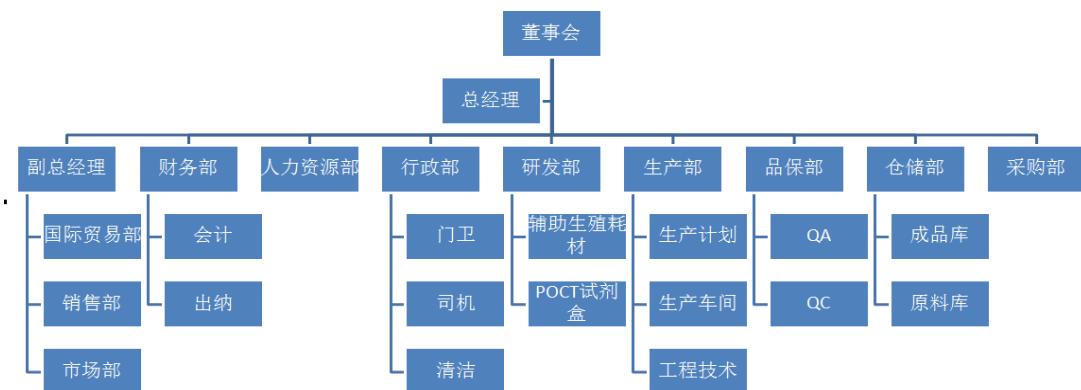 董事会
总经理
副总经理
财务部
人力资源部
行政部
研发部
生产部
品保部
仓储部
采购部
国际贸易部
会计
门卫
辅助生殖耗
材
生产计划
QA
成品库
销售部
出纳
司机
POCT试剂
盒
生产车间
QC
原料库
市场部
清洁
工程技术